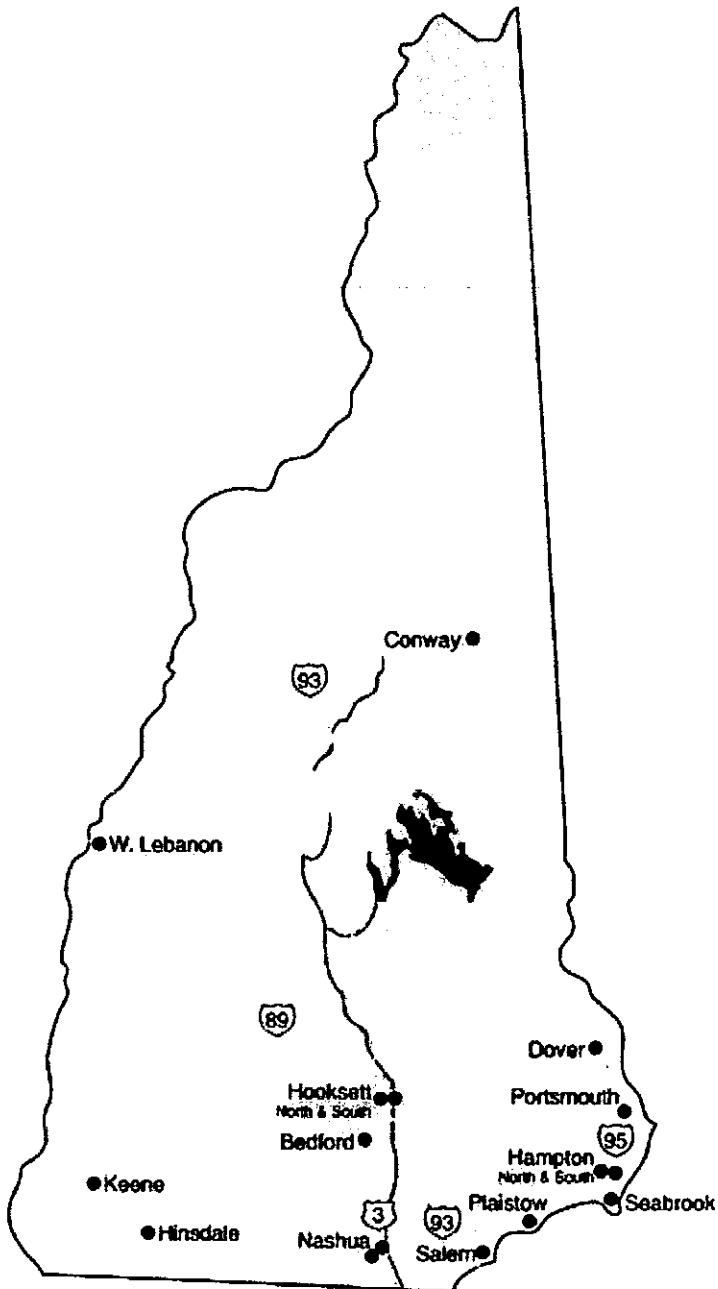 Conway
93
W. Lebanon
89
Dover
Hooksett
North & South
Portsmouth
Bedford
95
Hampton
North & South
Keene
Seabrook
Plaistow
3
93
Hinsdale
Nashua
Salem